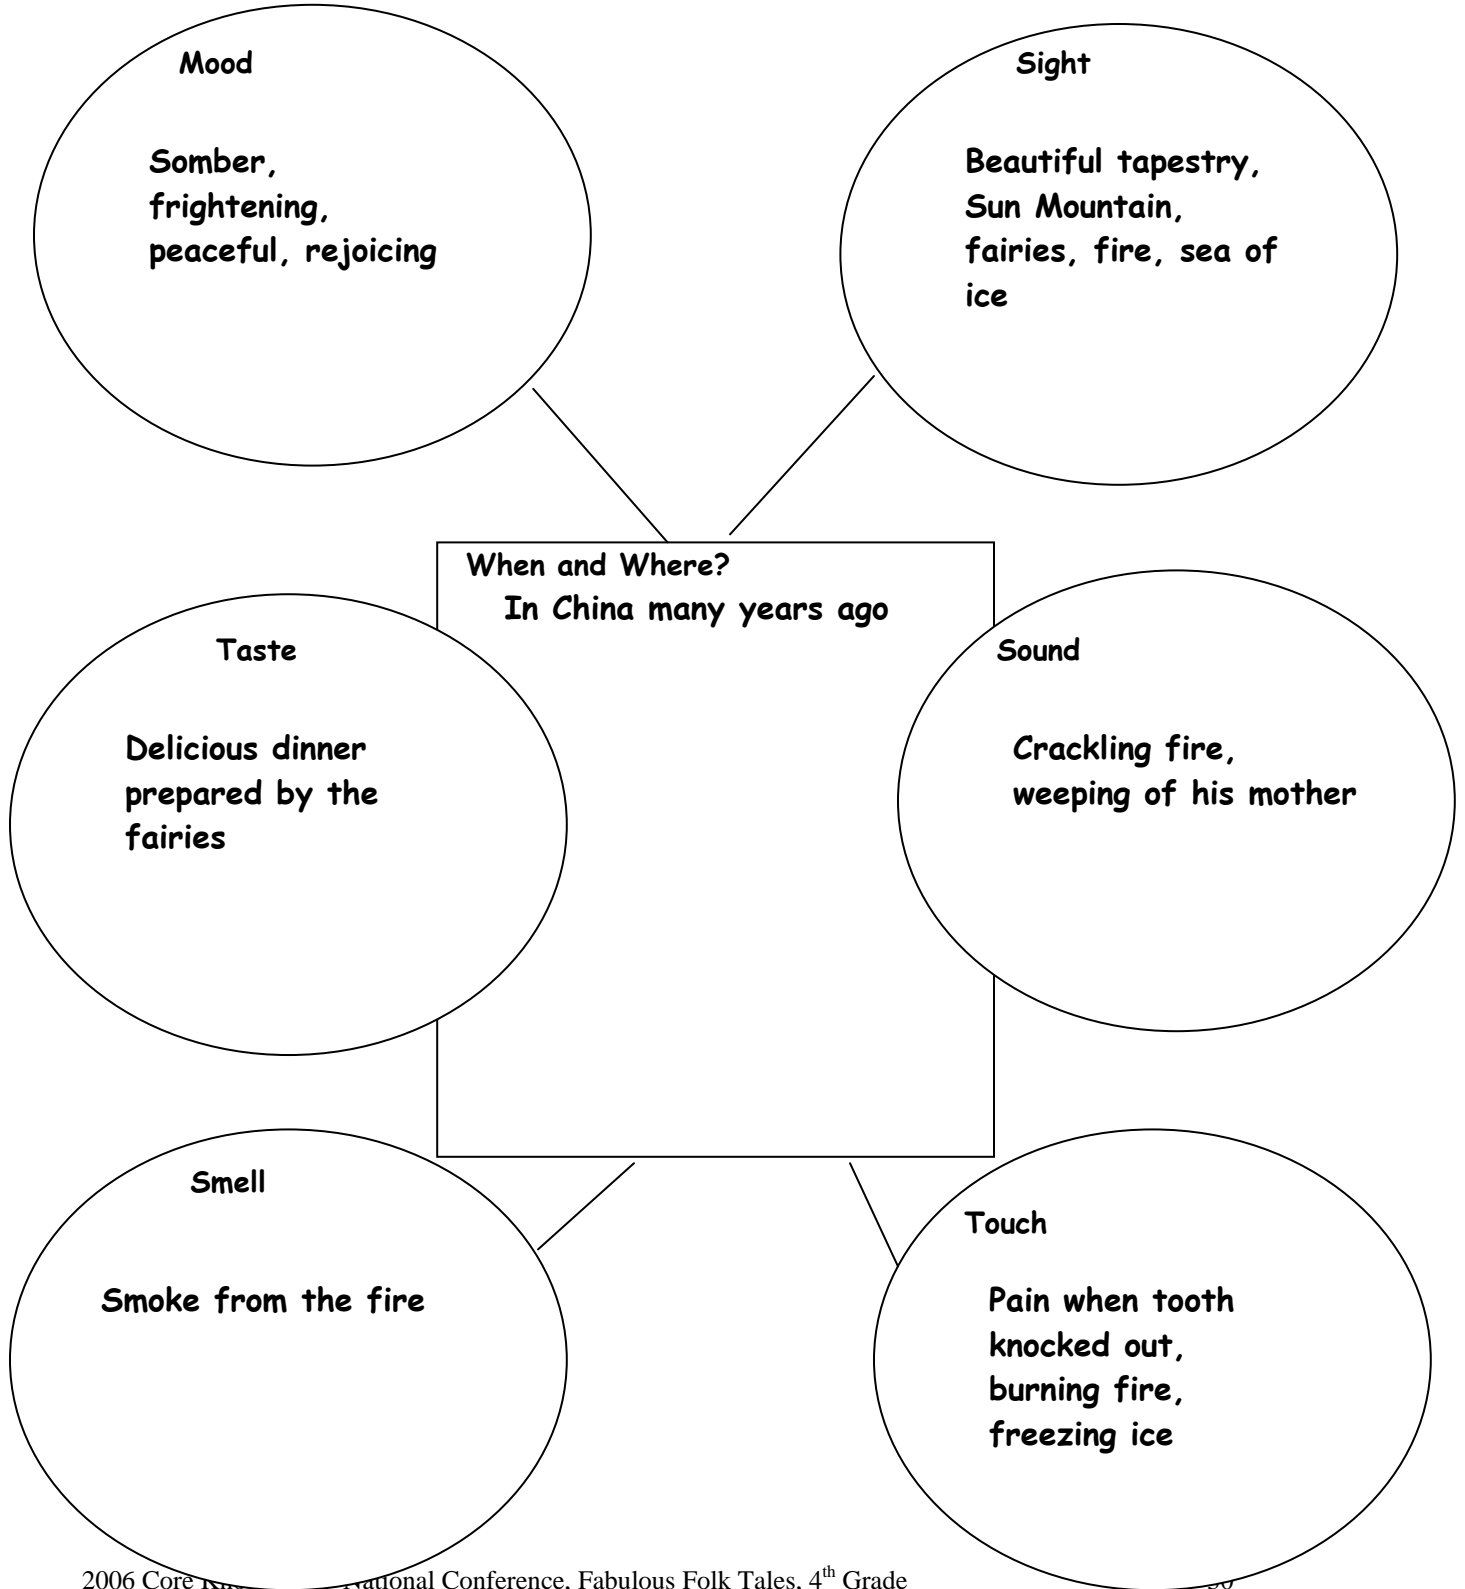 Mood
Somber,
frightening,
peaceful, rejoicing
Sight
Beautiful tapestry,
Sun Mountain,
fairies, fire, sea of
ice
When and Where?
In China many years ago
Taste
Delicious dinner
prepared by the
fairies
Sound
Crackling fire,
weeping of his mother
Smell
Smoke from the fire
Touch
Pain when tooth
knocked out,
burning fire,
freezing ice
2006 Core National Conference, Fabulous Folk Tales, 4th Grade